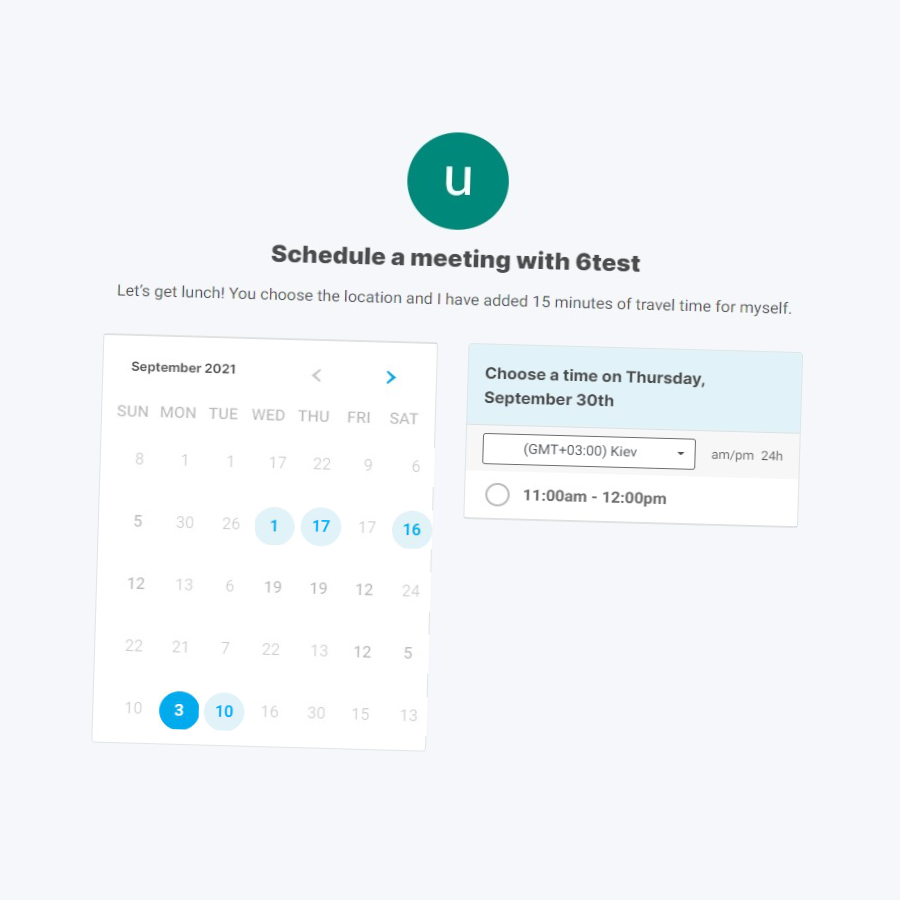 u
Schedule a meeting with 6test
Let's get lunch! You choose the location and I have added 15 minutes of travel time for myself.
September 2021
SUN MON TUE WED THU FRI SAT
8 1 1 17 22 9 6
5 30 26 1 17 17 16
12 13 6 19 19 12 24
22 21 7 22 13 12 5
10 3 10 16 30 15 13
Choose a time on Thursday,
September 30th
(GMT+03:00) Kiev am/pm 24h
11:00am - 12:00pm